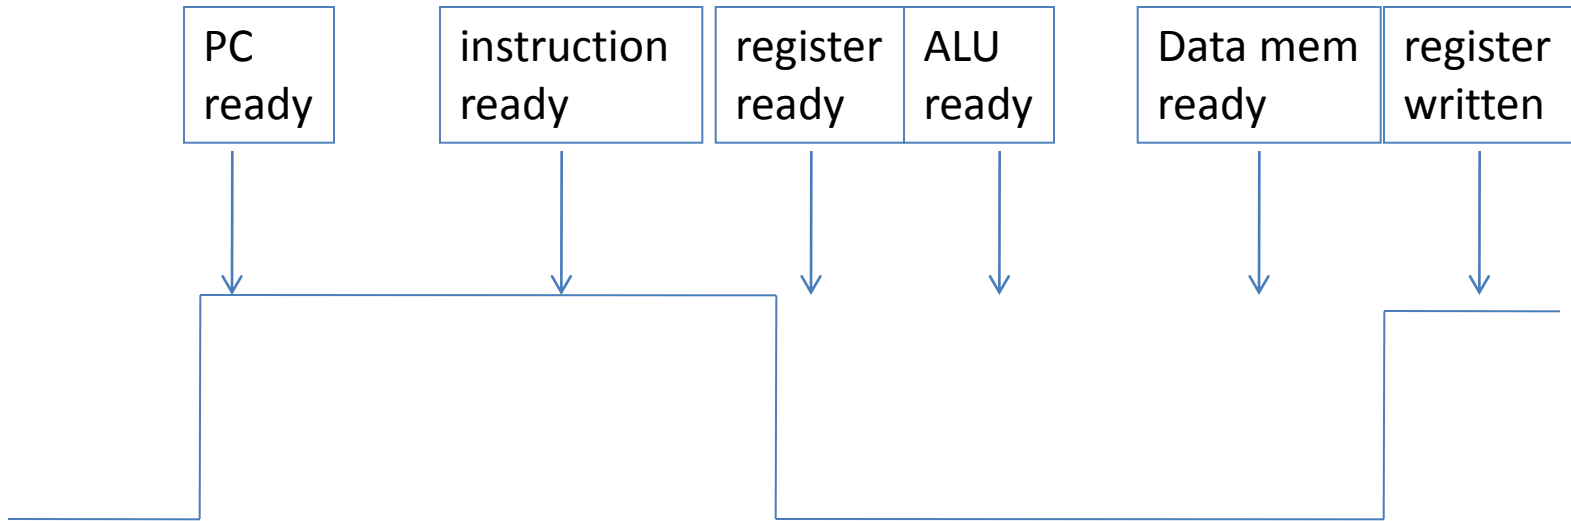 PC
ready
instruction
ready
register
ready
ALU
ready
Data mem
ready
register
written